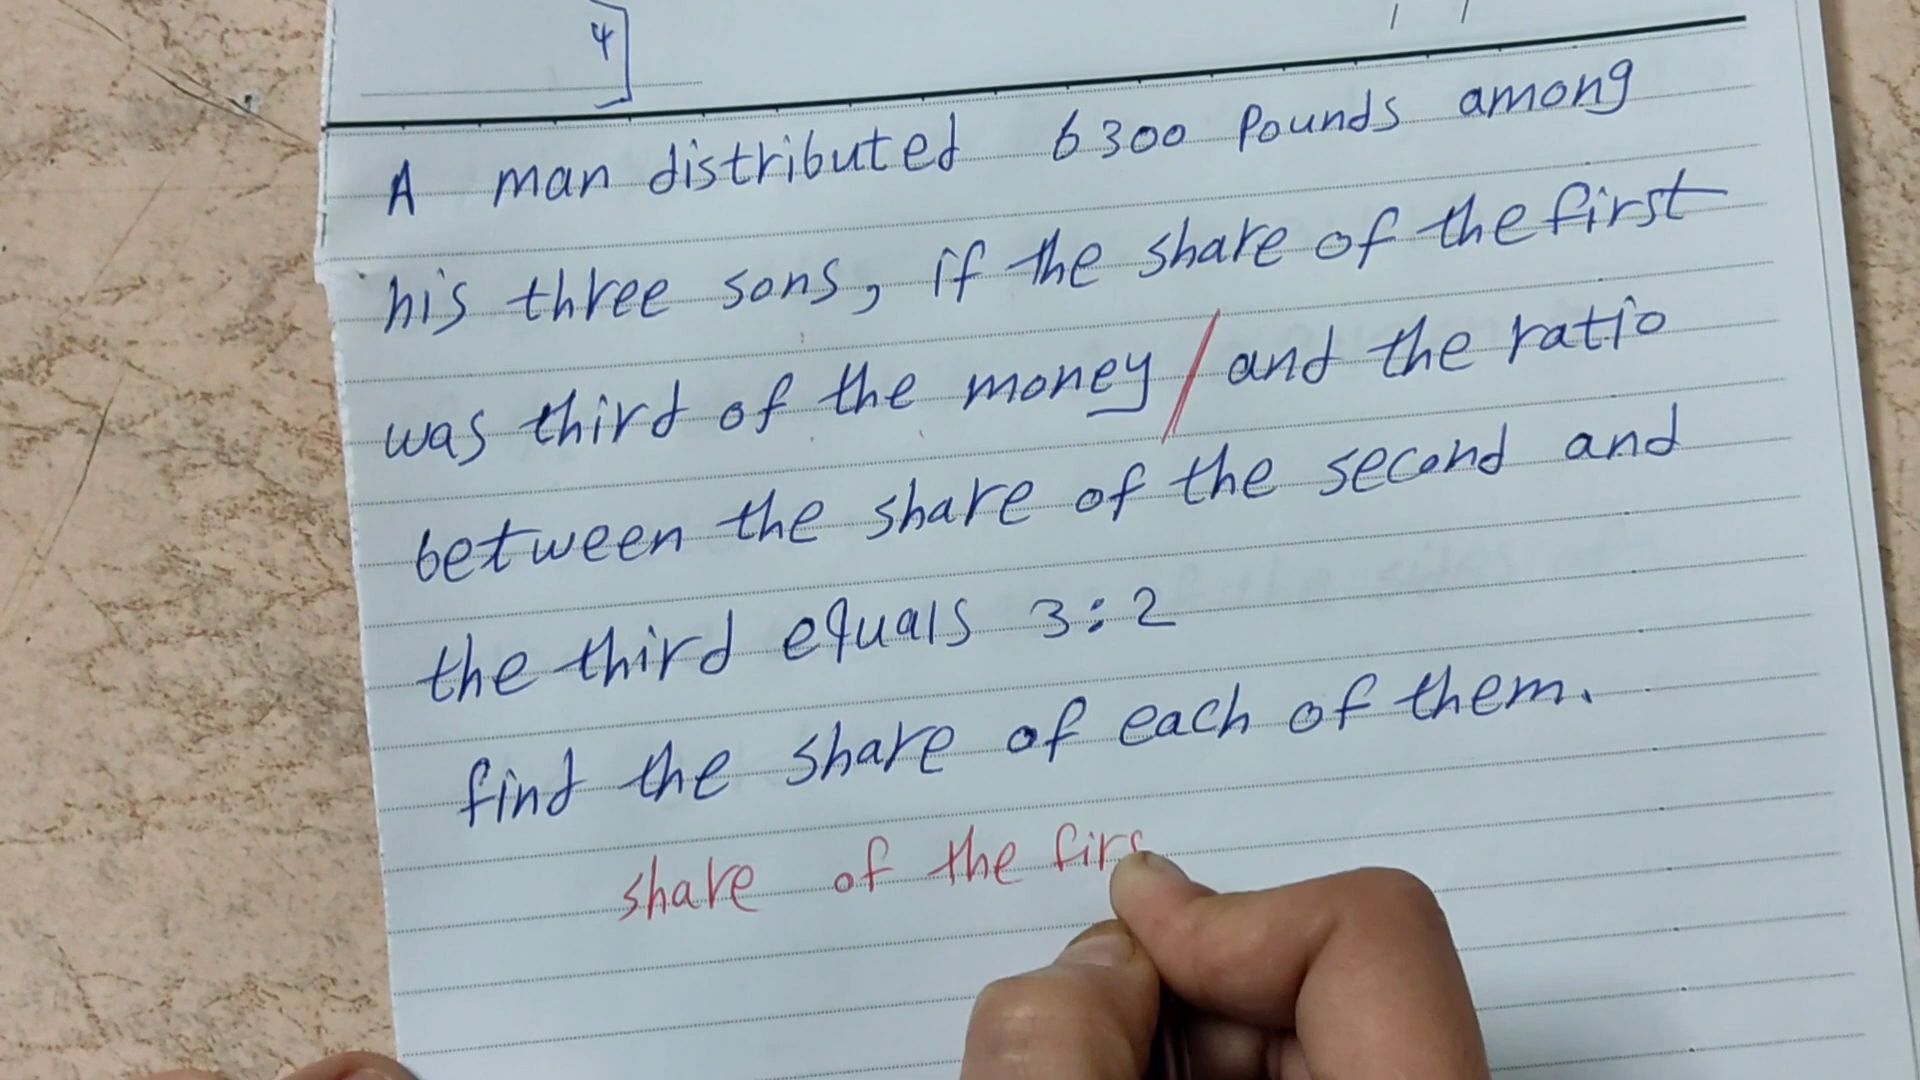 4
A man distributed 6300 Pounds among
his three sons, if the share of the first
was third of the money / and the ratio
between the share of the second and
the third equals 3:2
find the share of each of them.
share of the firs